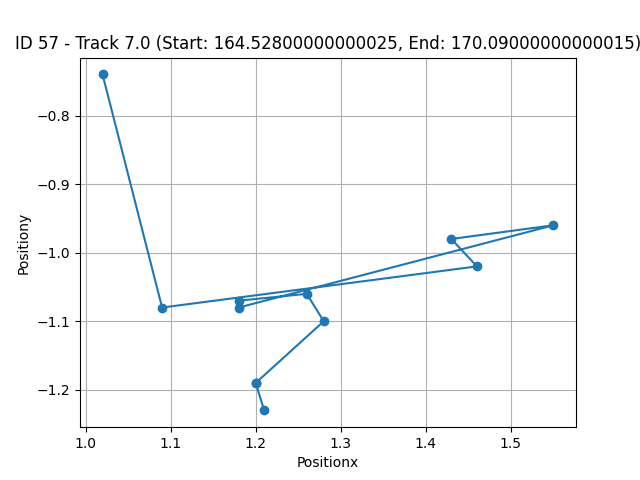 ID 57 - Track 7.0 (Start: 164.52800000000025, End: 170.09000000000015)
Positiony
−0.8
−0.9
−1.0
−1.1
−1.2
1.0 1.1 1.2 1.3 1.4 1.5
Positionx